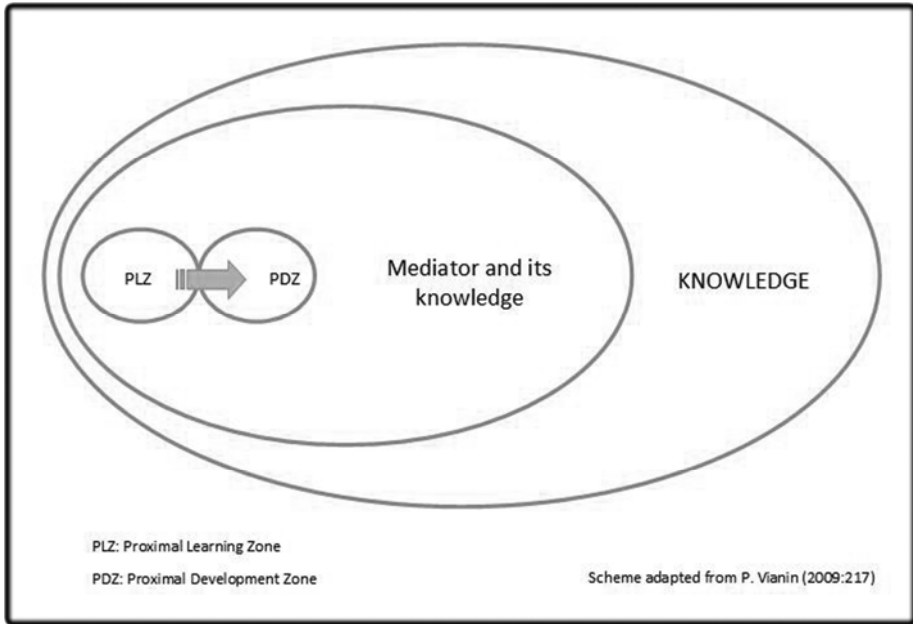 PLZ
PDZ
Mediator and its
knowledge
KNOWLEDGE
PLZ: Proximal Learning Zone
PDZ: Proximal Development Zone
Scheme adapted from P. Vianin (2009:217)